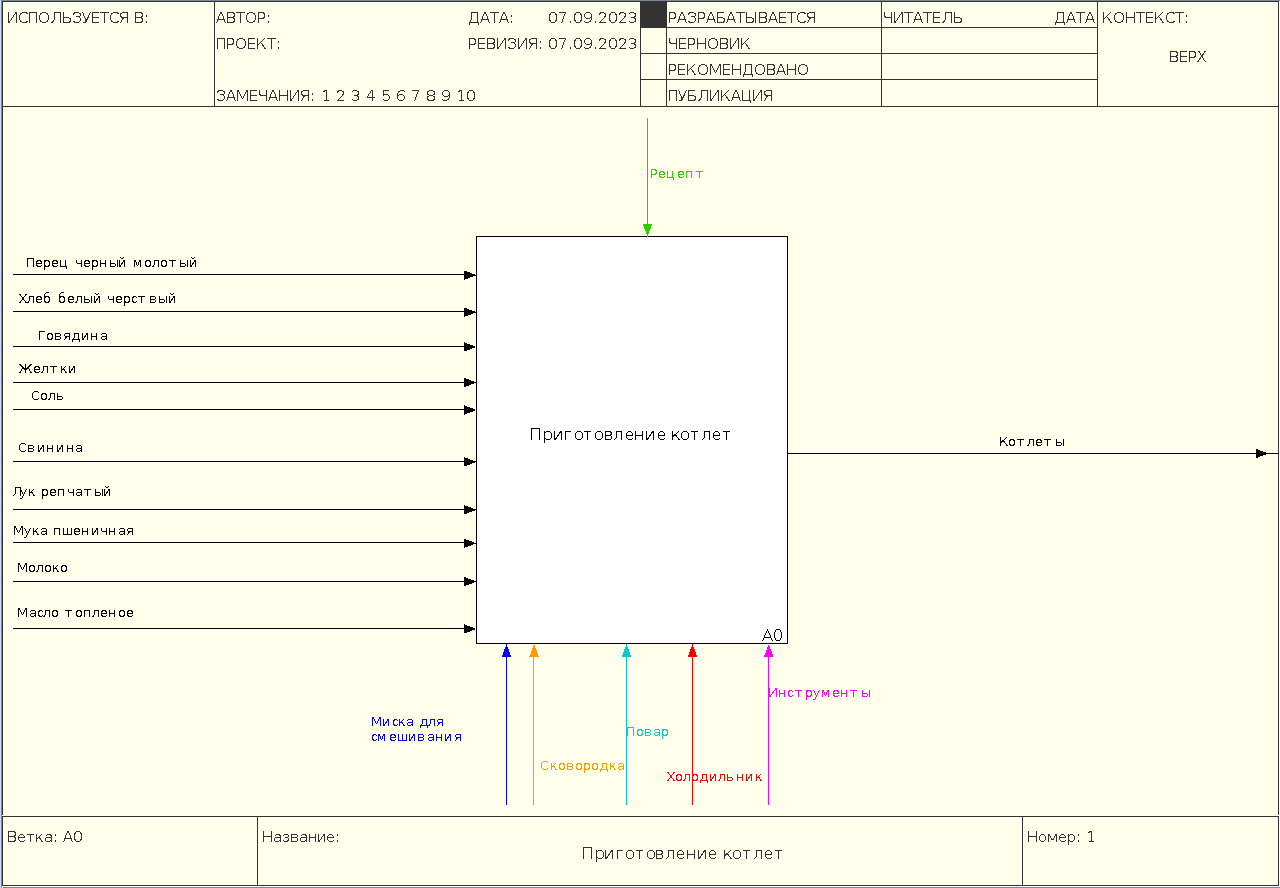 ИСПОЛЬЗУЕТСЯ В:
АВТОР:
ДАТА: 07.09.2023
ПРОЕКТ:
РЕВИЗИЯ: 07.09.2023
ЗАМЕЧАНИЯ: 1 2 3 4 5 6 7 8 9 10
РАЗРАБАТЫВАЕТСЯ
ЧЕРНОВИК
РЕКОМЕНДОВАНО
ПУБЛИКАЦИЯ
ЧИТАТЕЛЬ ДАТА
КОНТЕКСТ:
ВЕРХ
Рецепт
Перец черный молотый
Хлеб белый черствый
Говядина
Желтки
Соль
Свинина
Лук репчатый
Мука пшеничная
Молоко
Масло топленое
Приготовление котлет
A0
Котлеты
Миска для
смешивания
Сковородка
Повар
Холодильник
Инструменты
Ветка: A0
Название:
Приготовление котлет
Номер: 1